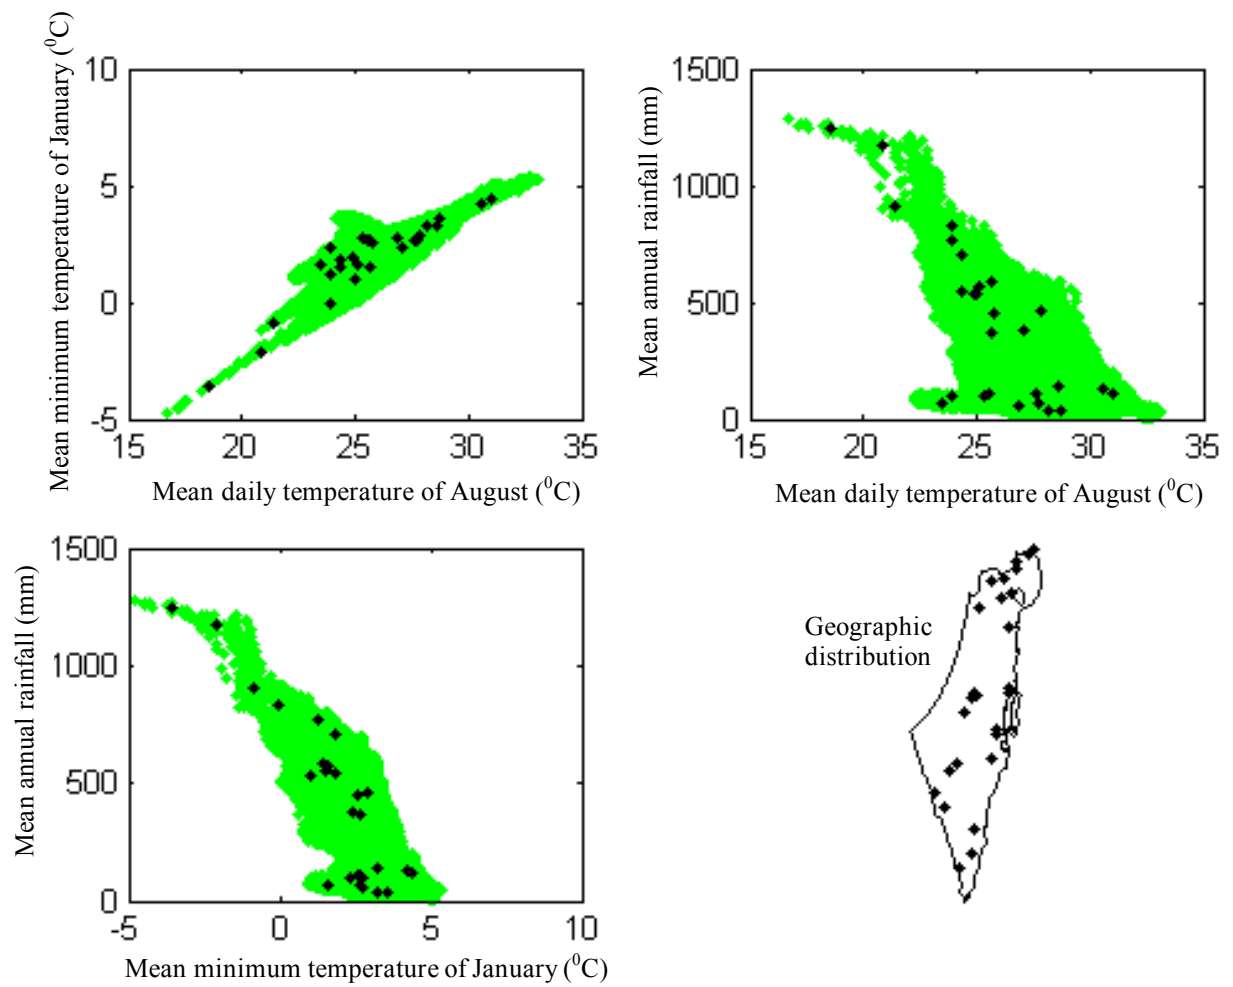 Mean minimum temperature of January (⁰C)
10
5
0
-5
15 20 25 30 35
Mean daily temperature of August (⁰C)
Mean annual rainfall (mm)
1500
1000
500
0
15 20 25 30 35
Mean daily temperature of August (⁰C)
Mean annual rainfall (mm)
1500
1000
500
0
-5 0 5 10
Mean minimum temperature of January (⁰C)
Geographic
distribution